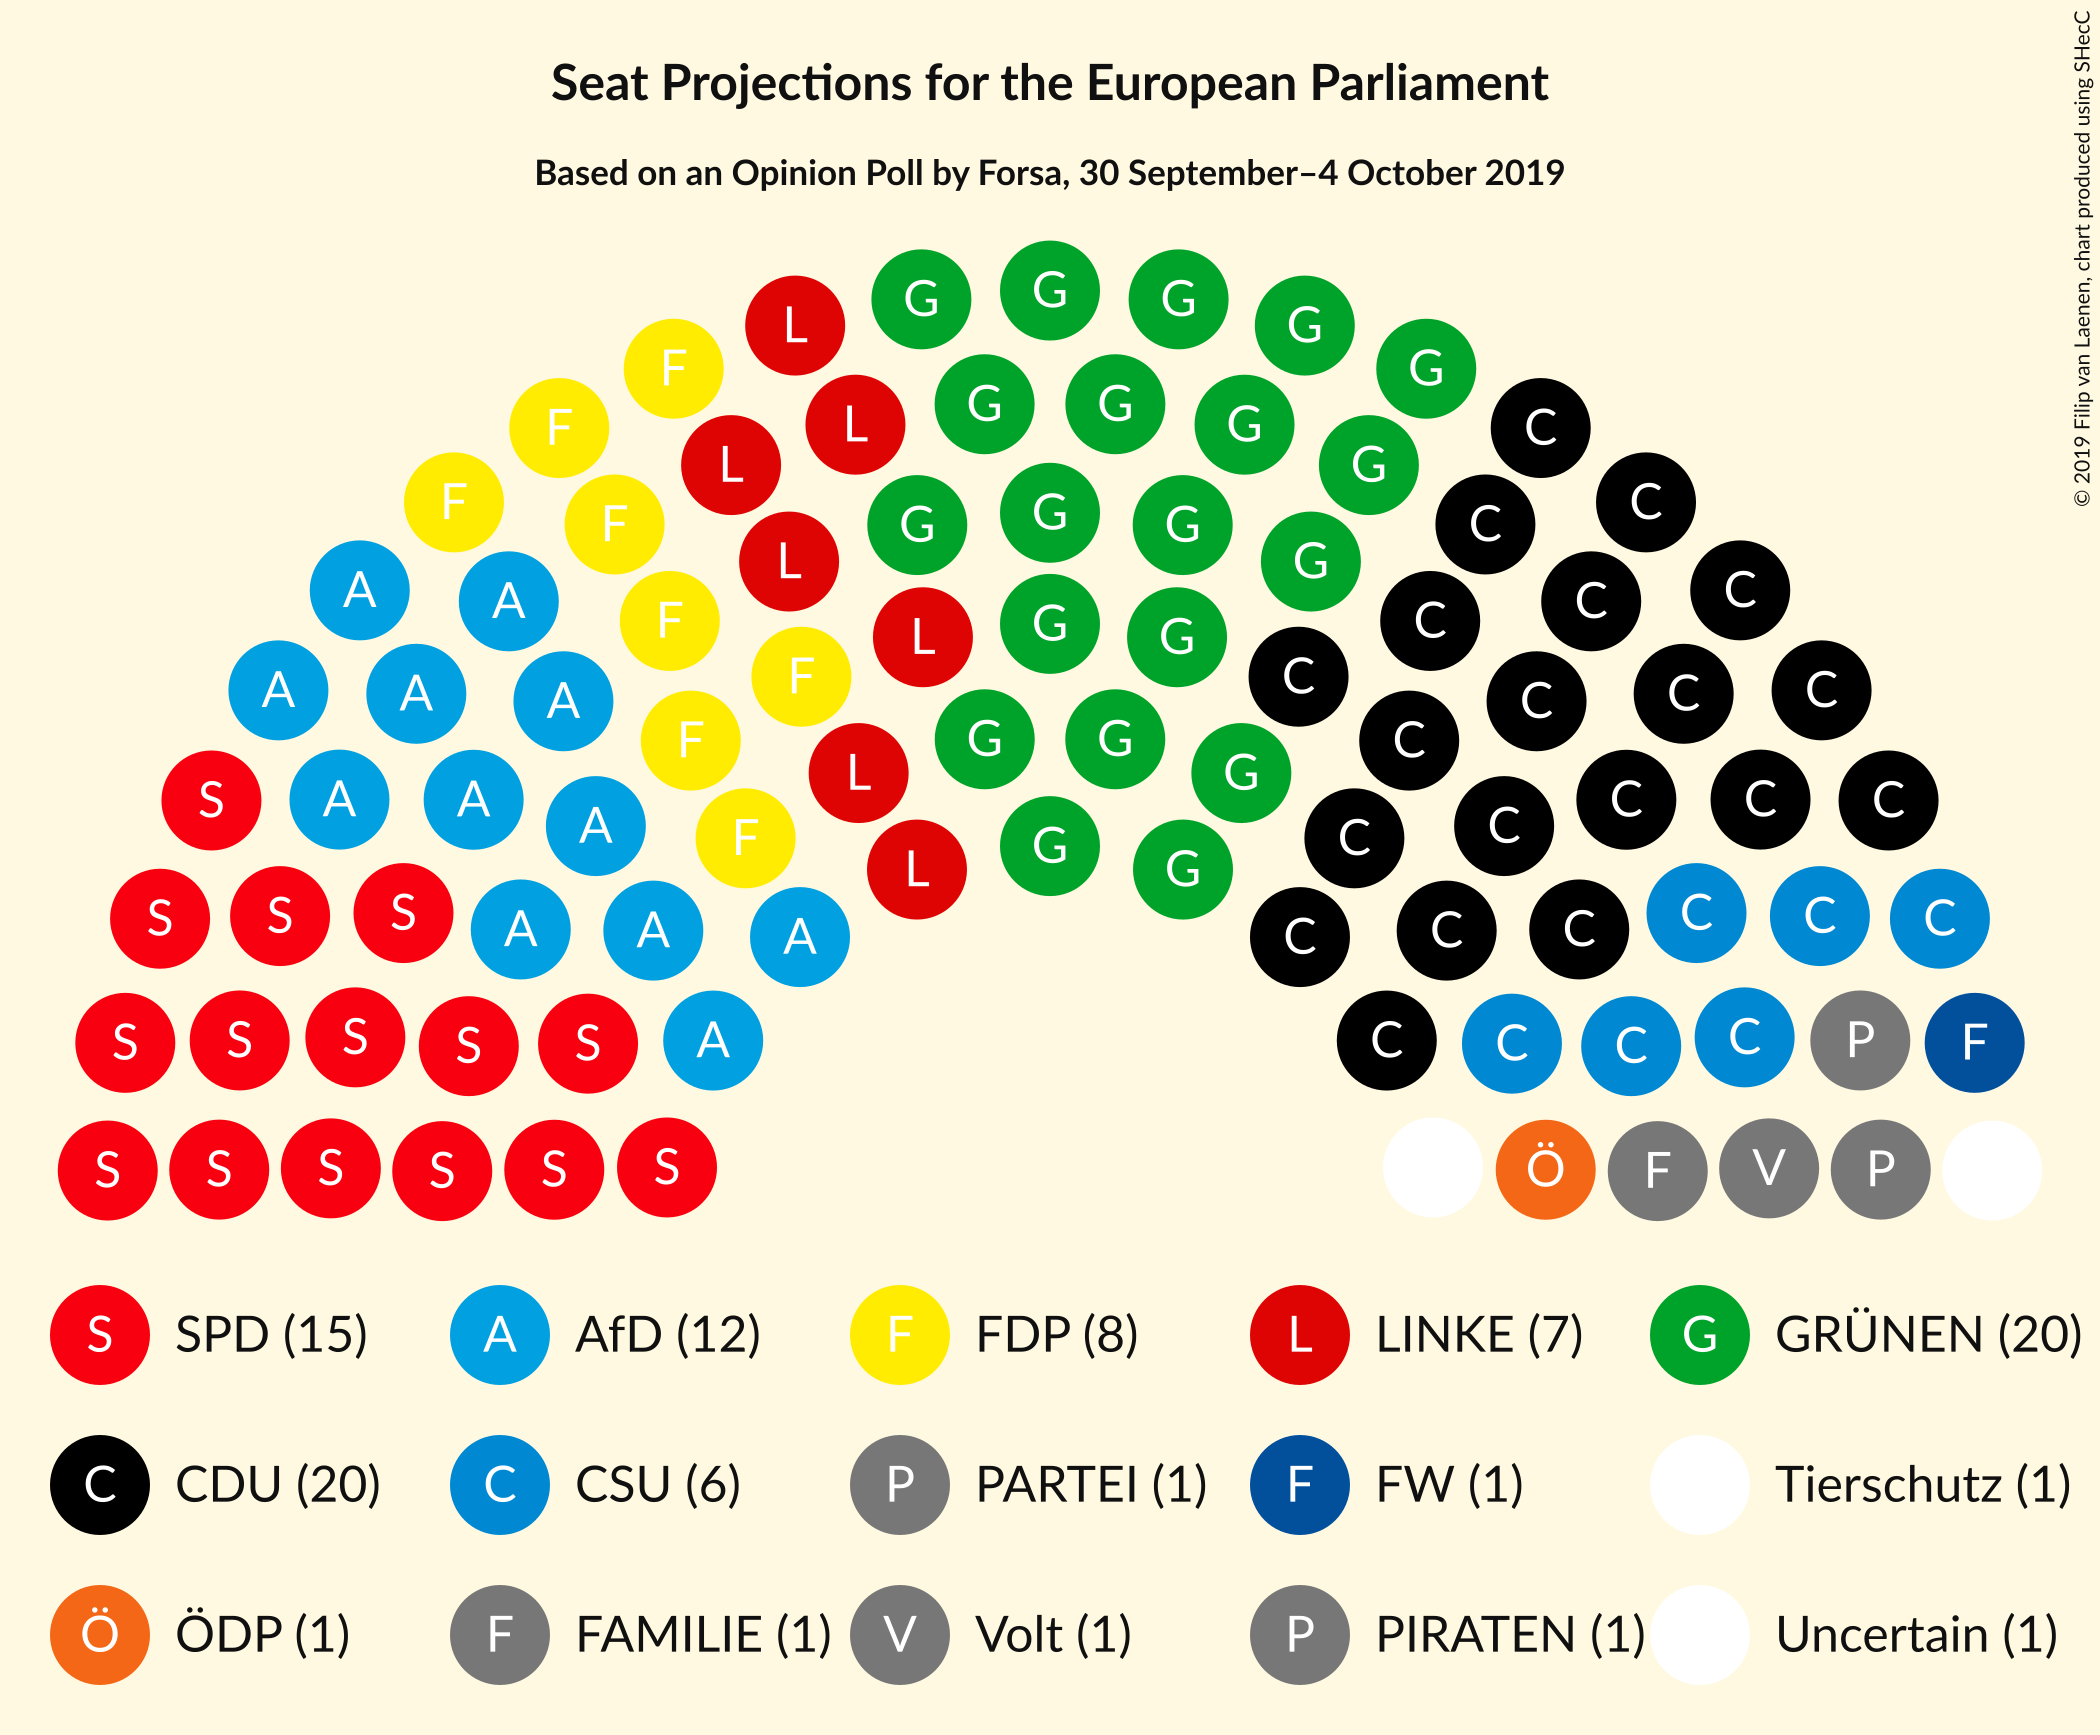 Seat Projections for the European Parliament
Based on an Opinion Poll by Forsa, 30 September–4 October 2019
© 2019 Filip van Laenen, chart produced using SHecC
G
G G
L G
F G
G G
F L G C
L G
F C
G
F G G C
L G
A A C C
F C
L G G
A F C
A A C C
F G G C
L G
S A A A C C C C
F G C
L G
S S S A A A C C C C C C
S S S S S A C C C C P F
S S S S S S Ö F V P
S SPD (15) A AfD (12) F FDP (8) L LINKE (7) G GRÜNEN (20)
C CDU (20) C CSU (6) P PARTEI (1) F FW (1) Tierschutz (1)
Ö ÖDP (1) F FAMILIE (1) V Volt (1) P PIRATEN (1) Uncertain (1)